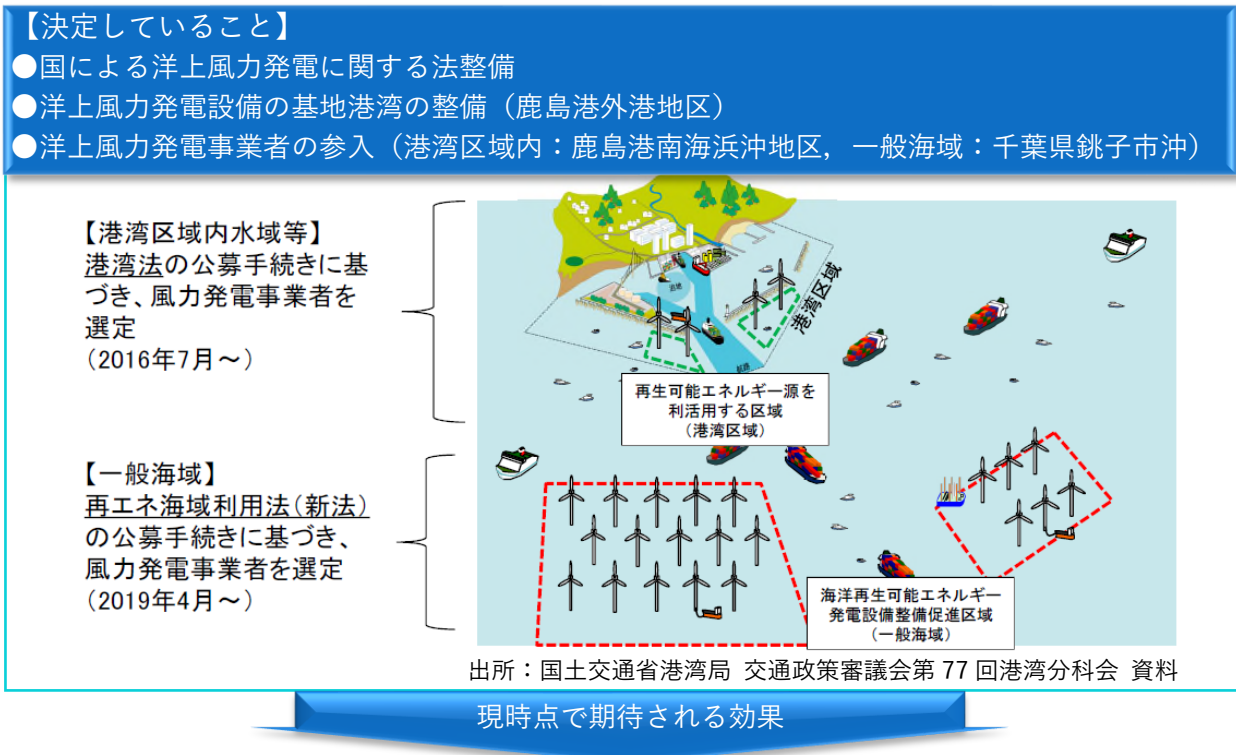 【決定していること】
●国による洋上風力発電に関する法整備
●洋上風力発電設備の基地港湾の整備（鹿島港外港地区）
●洋上風力発電事業者の参入（港湾区域内：鹿島港南海浜沖地区，一般海域：千葉県銚子市沖）
【港湾区域内水域等】
港湾法の公募手続きに基
づき、風力発電事業者を
選定
（2016年7月～）
港湾区域
泊地
航路
再生可能エネルギー源を
利活用する区域
（港湾区域）
【一般海域】
再エネ海域利用法（新法）
の公募手続きに基づき、
風力発電事業者を選定
（2019年4月～）
海洋再生可能エネルギー
発電設備整備促進区域
（一般海域）
出所：国土交通省港湾局 交通政策審議会第 77 回港湾分科会 資料
現時点で期待される効果